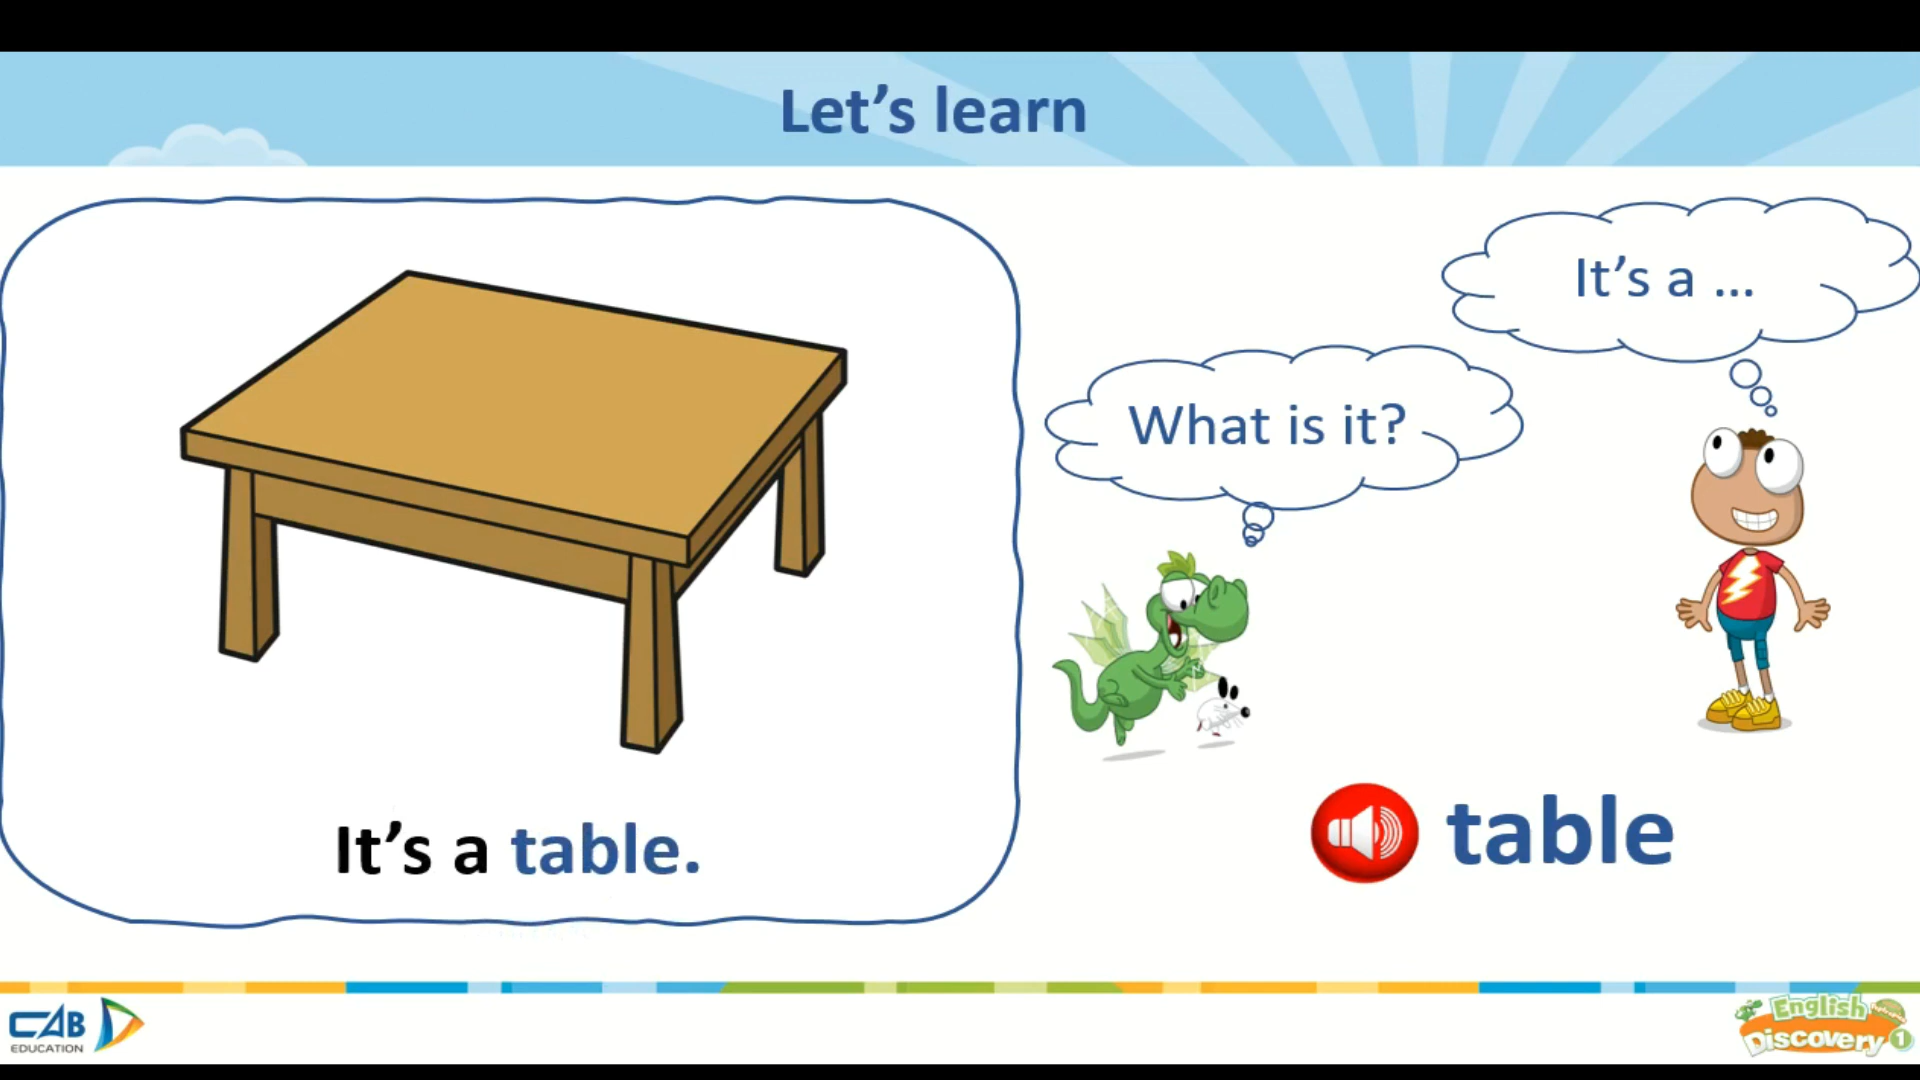 Let’s learn
It’s a ...
What is it?
It’s a table.
table
CAB
EDUCATION
English
Discovery 1